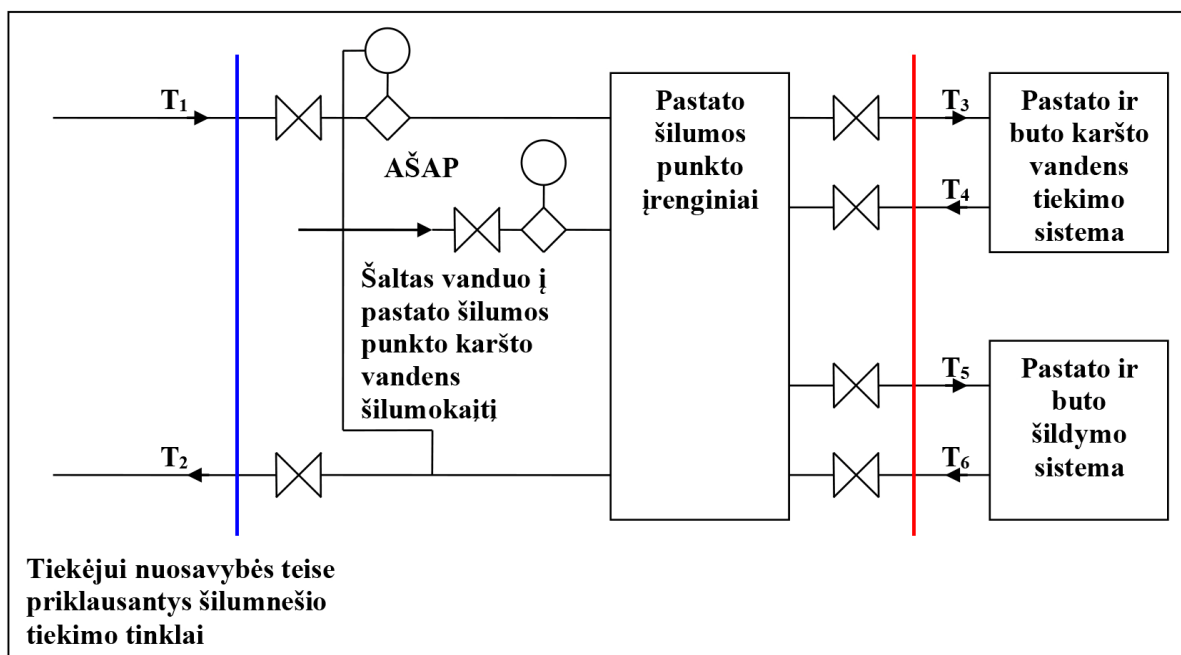 T₁
AŠAP
Šaltas vanduo į
pastato šilumos
punkto karšto
vandens
šilumokaitį
T₂
Tiekėjui nuosavybės teise
priklausantys šilumnešio
tiekimo tinklai
Pastato
šilumos
punkto
įrenginiai
T₃
T₄
Pastato ir
buto karšto
vandens
tiekimo
sistema
T₅
T₆
Pastato ir
buto
šildymo
sistema